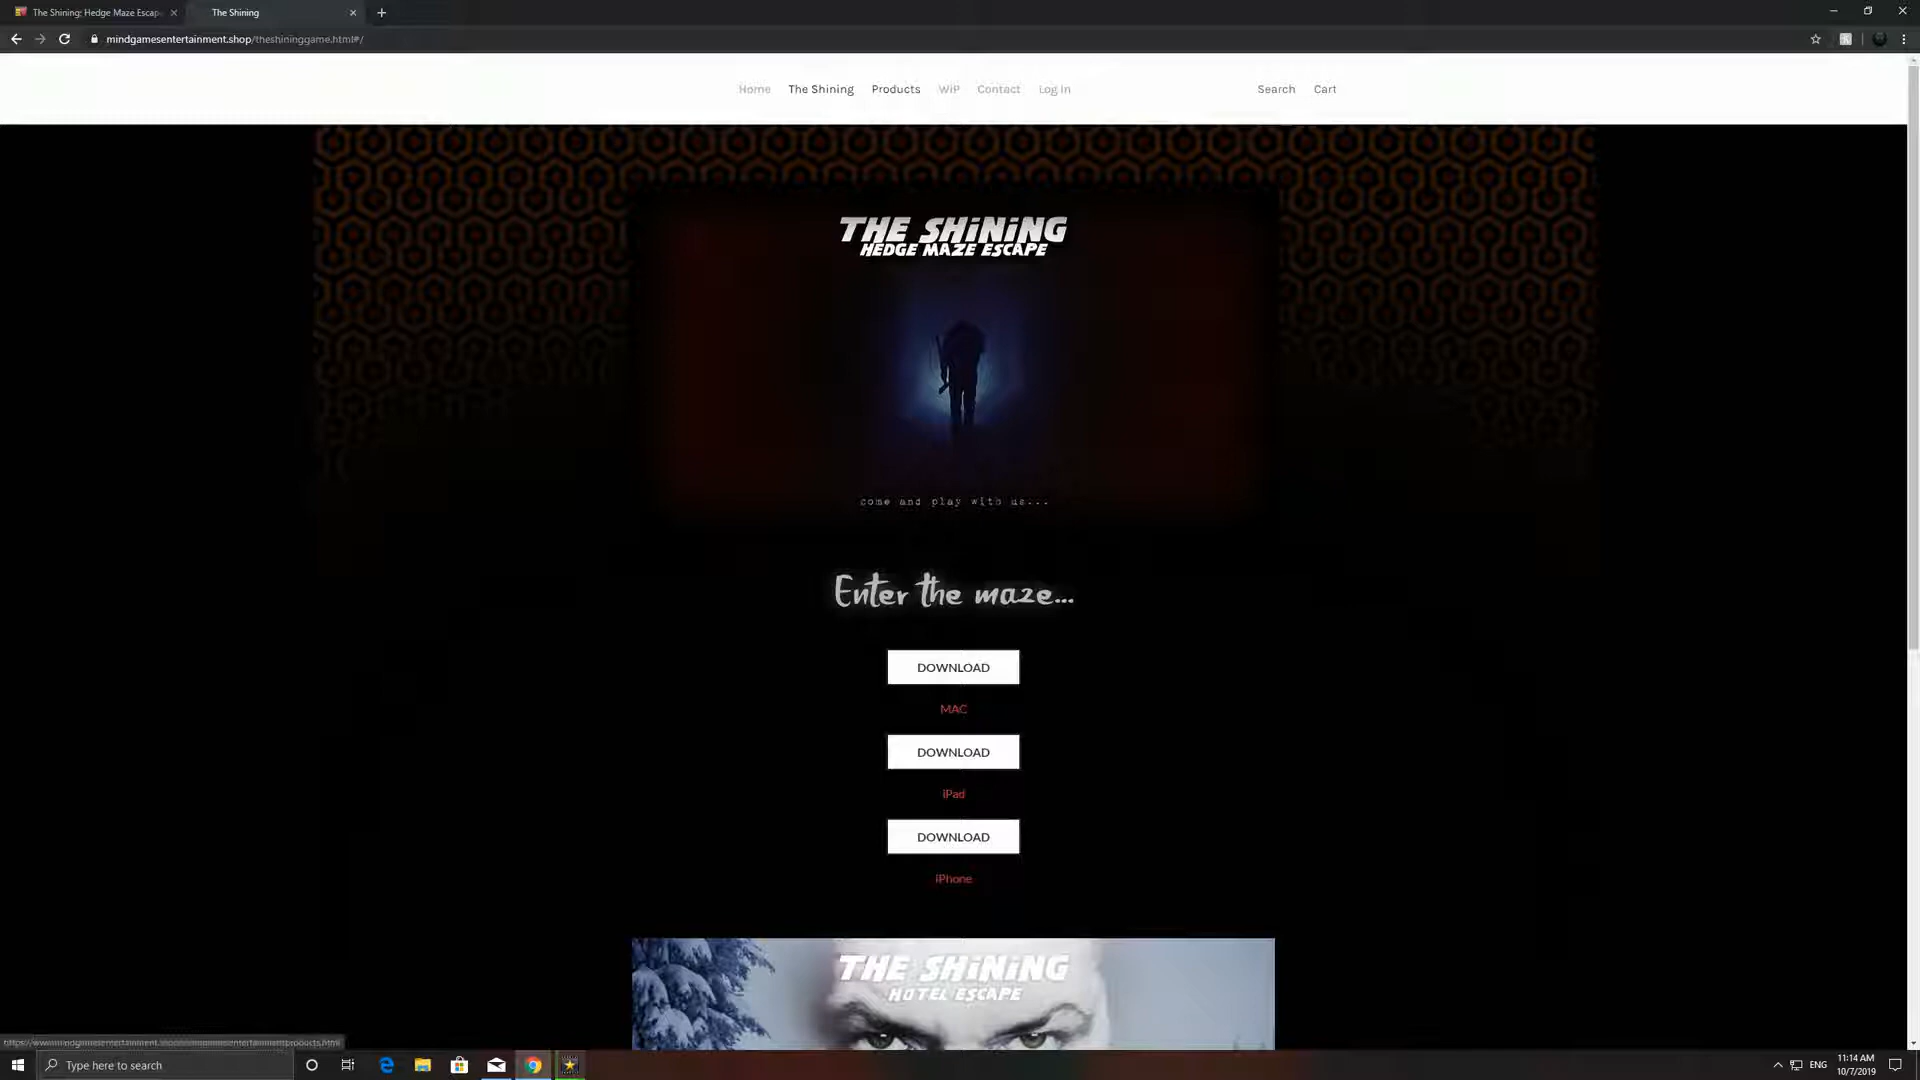 The Shining: Hedge Maze Escap
The Shining
mindgamesentertainment.shop/theshininggame.html#/
Home The Shining Products WiP Contact Log In Search Cart
THE SHiNiNG
HEDGE MAZE ESCAPE
come and play with us...
Enter the maze...
DOWNLOAD
MAC
DOWNLOAD
iPad
DOWNLOAD
iPhone
THE SHiNiNG
HOTEL ESCAPE
Type here to search
ENG
11:14 AM
10/7/2019